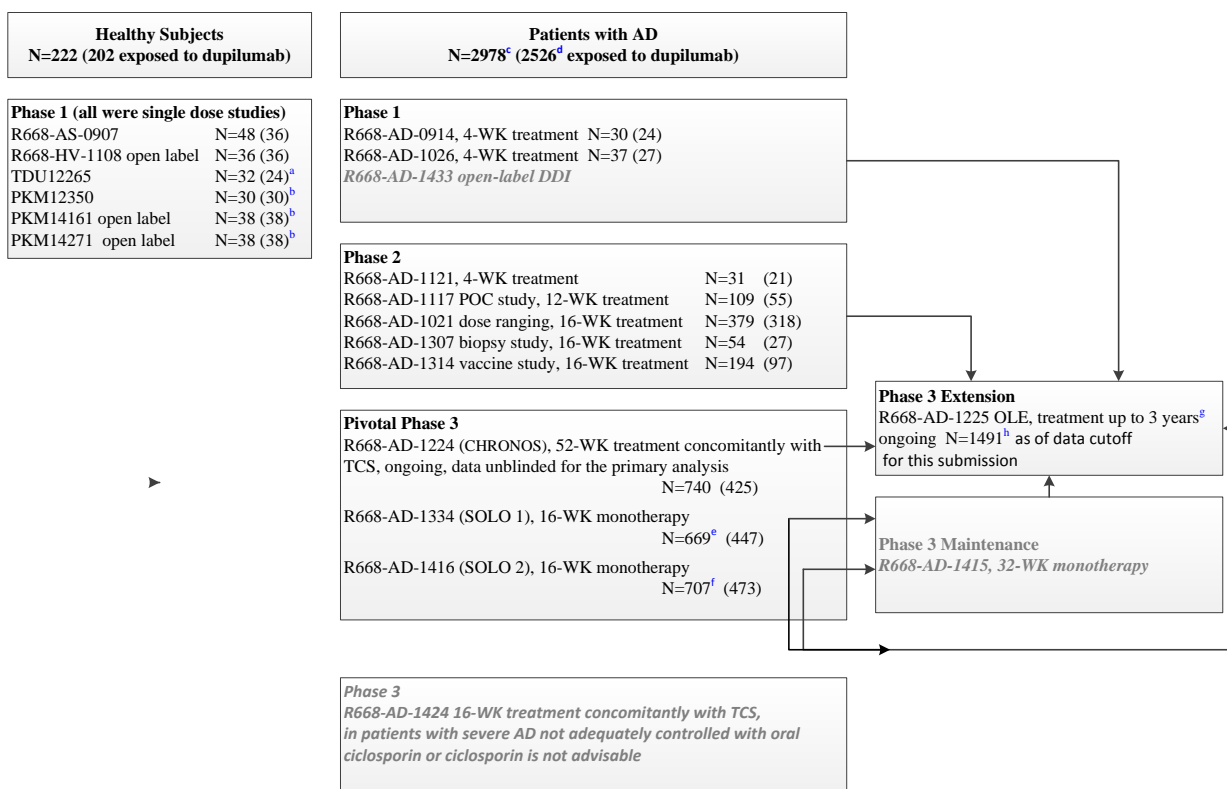 Healthy Subjects
N=222 (202 exposed to dupilumab)
Patients with AD
N=2978c (2526d exposed to dupilumab)
Phase 1 (all were single dose studies)
R668-AS-0907 N=48 (36)
R668-HV-1108 open label N=36 (36)
TDU12265 N=32 (24)a
PKM12350 N=30 (30)b
PKM14161 open label N=38 (38)b
PKM14271 open label N=38 (38)b
Phase 1
R668-AD-0914, 4-WK treatment N=30 (24)
R668-AD-1026, 4-WK treatment N=37 (27)
R668-AD-1433 open-label DDI
Phase 2
R668-AD-1121, 4-WK treatment N=31 (21)
R668-AD-1117 POC study, 12-WK treatment N=109 (55)
R668-AD-1021 dose ranging, 16-WK treatment N=379 (318)
R668-AD-1307 biopsy study, 16-WK treatment N=54 (27)
R668-AD-1314 vaccine study, 16-WK treatment N=194 (97)
Pivotal Phase 3
R668-AD-1224 (CHRONOS), 52-WK treatment concomitantly with
TCS, ongoing, data unblinded for the primary analysis
N=740 (425)
R668-AD-1334 (SOLO 1), 16-WK monotherapy
N=669e (447)
R668-AD-1416 (SOLO 2), 16-WK monotherapy
N=707f (473)
Phase 3 Extension
R668-AD-1225 OLE, treatment up to 3 yearsg
ongoing N=1491h as of data cutoff
for this submission
Phase 3 Maintenance
R668-AD-1415, 32-WK monotherapy
Phase 3
R668-AD-1424 16-WK treatment concomitantly with TCS,
in patients with severe AD not adequately controlled with oral
ciclosporin or ciclosporin is not advisable